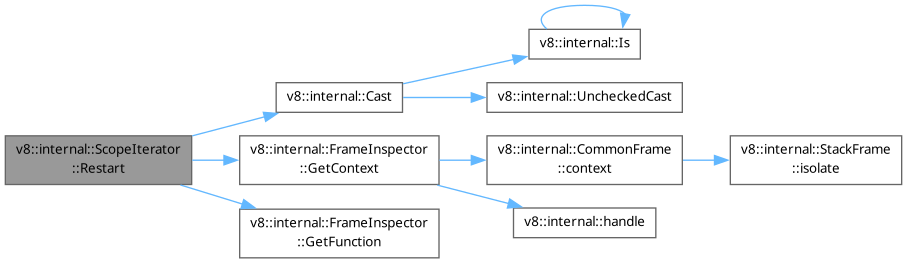 v8::internal::Is
v8::internal::Cast
v8::internal::UncheckedCast
v8::internal::ScopeIterator
::Restart
v8::internal::FrameInspector
::GetContext
v8::internal::CommonFrame
::context
v8::internal::StackFrame
::isolate
v8::internal::handle
v8::internal::FrameInspector
::GetFunction